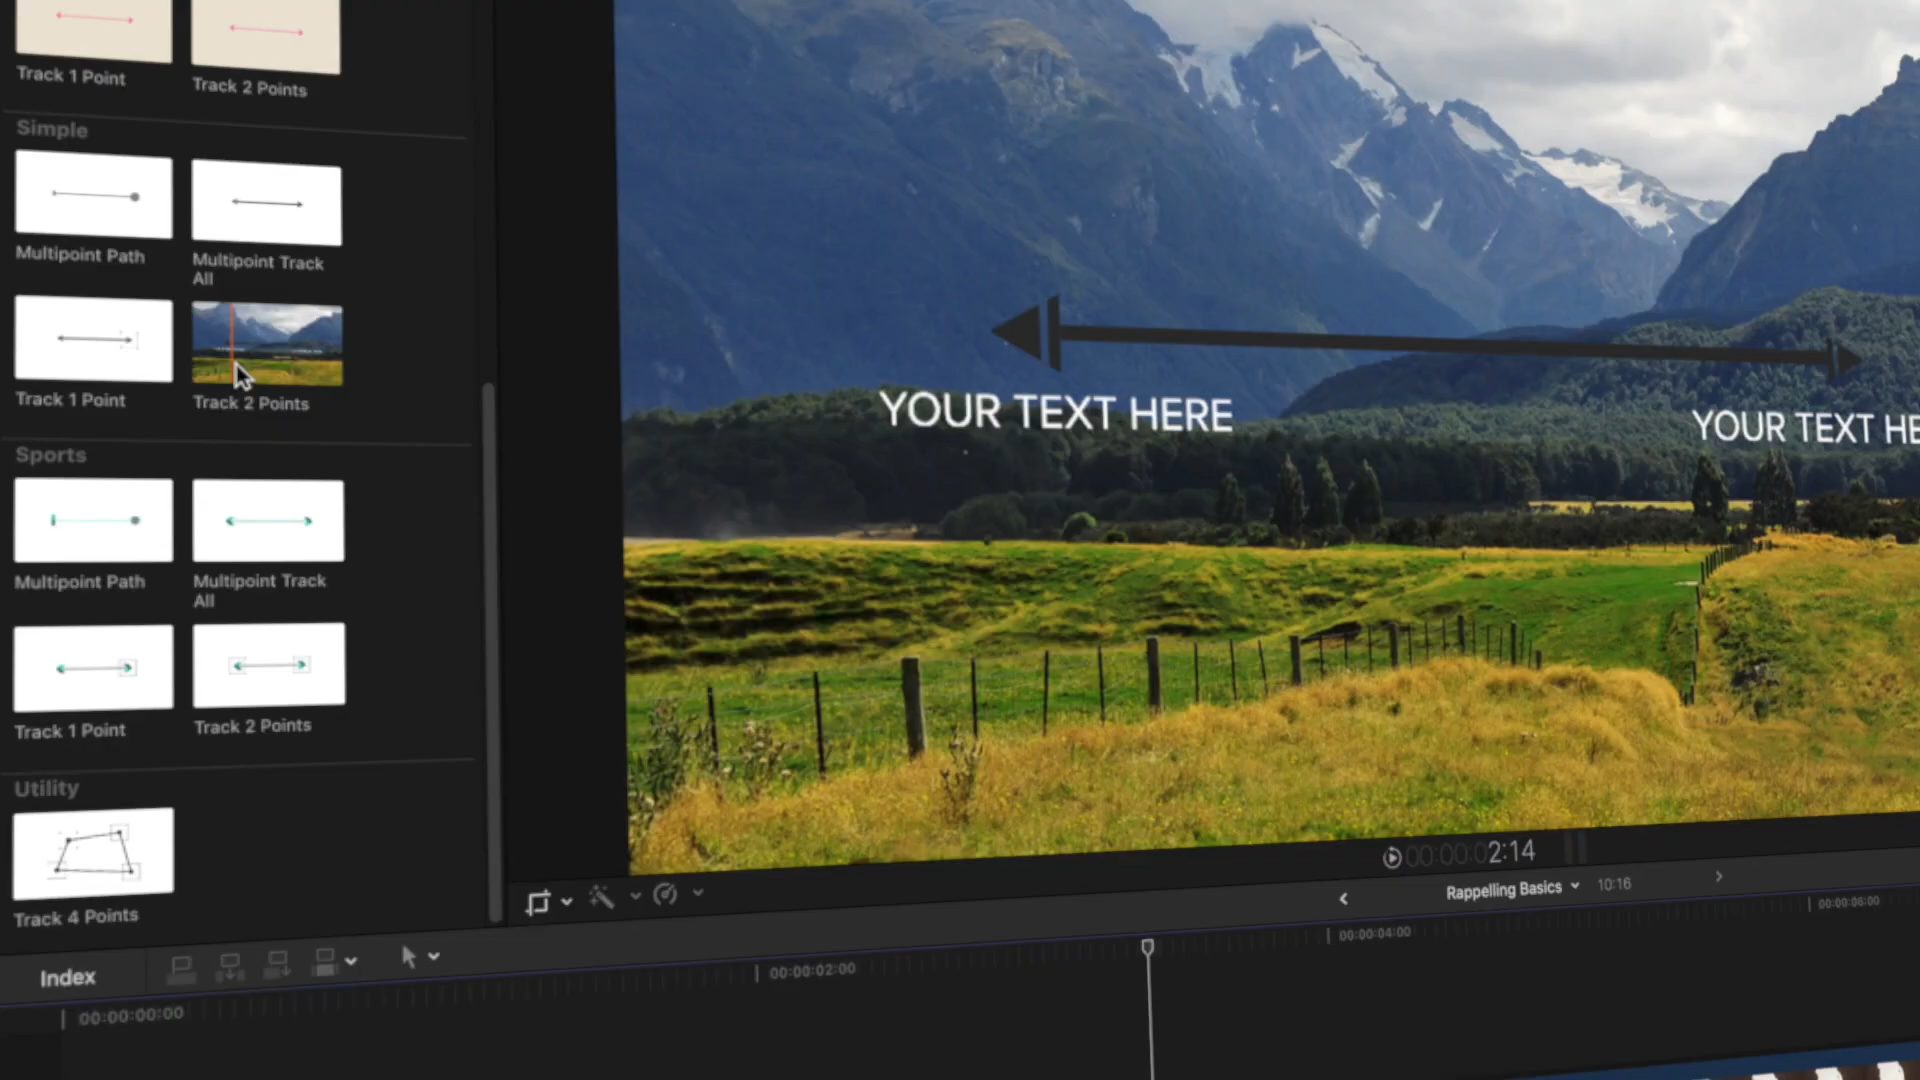 Track 1 Point
Track 2 Points
Simple
Multipoint Path
Multipoint Track
All
Track 1 Point
Track 2 Points
Sports
Multipoint Path
Multipoint Track
All
Track 1 Point
Track 2 Points
Utility
Track 4 Points
YOUR TEXT HERE
YOUR TEXT HE
00:00:02:14
Rappelling Basics
10:16
Index
00:00:00:00
00:00:02:00
00:00:04:00
00:00:06:00